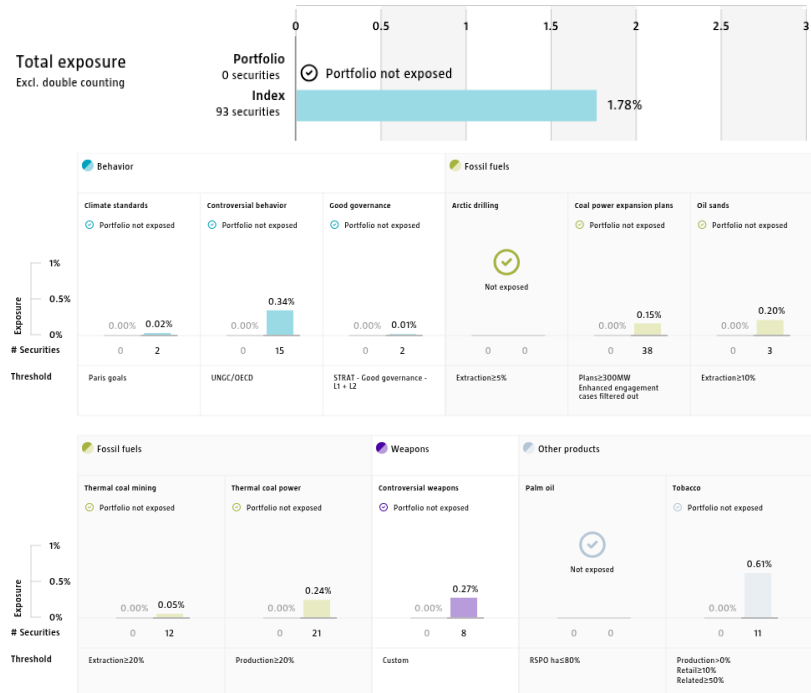 0 0.5 1 1.5 2 2.5 3
Total exposure
Excl. double counting
Portfolio
0 securities
Portfolio not exposed
Index
93 securities
1.78%
Behavior
Fossil fuels
Climate standards
Controversial behavior
Good governance
Arctic drilling
Coal power expansion plans
Oil sands
Portfolio not exposed
Portfolio not exposed
Portfolio not exposed
Portfolio not exposed
Portfolio not exposed
Not exposed
Exposure
1%
0.5%
0%
0.00% 0.02%
0.00% 0.34%
0.00% 0.01%
0.00% 0.15%
0.00% 0.20%
# Securities 0 2 0 15 0 2 0 0 0 38 0 3
Threshold
Paris goals
UNGC/OECD
STRAT - Good governance -
L1 + L2
Extraction≥5%
Plans≥300MW
Enhanced engagement
cases filtered out
Extraction≥10%
Fossil fuels
Weapons
Other products
Thermal coal mining
Thermal coal power
Controversial weapons
Palm oil
Tobacco
Portfolio not exposed
Portfolio not exposed
Portfolio not exposed
Portfolio not exposed
Not exposed
Exposure
1%
0.5%
0%
0.00% 0.05%
0.00% 0.24%
0.00% 0.27%
0.00% 0.61%
# Securities 0 12 0 21 0 8 0 0 0 11
Threshold
Extraction≥20%
Production≥20%
Custom
RSPO ha≤80%
Production>0%
Retail≥10%
Related≥50%